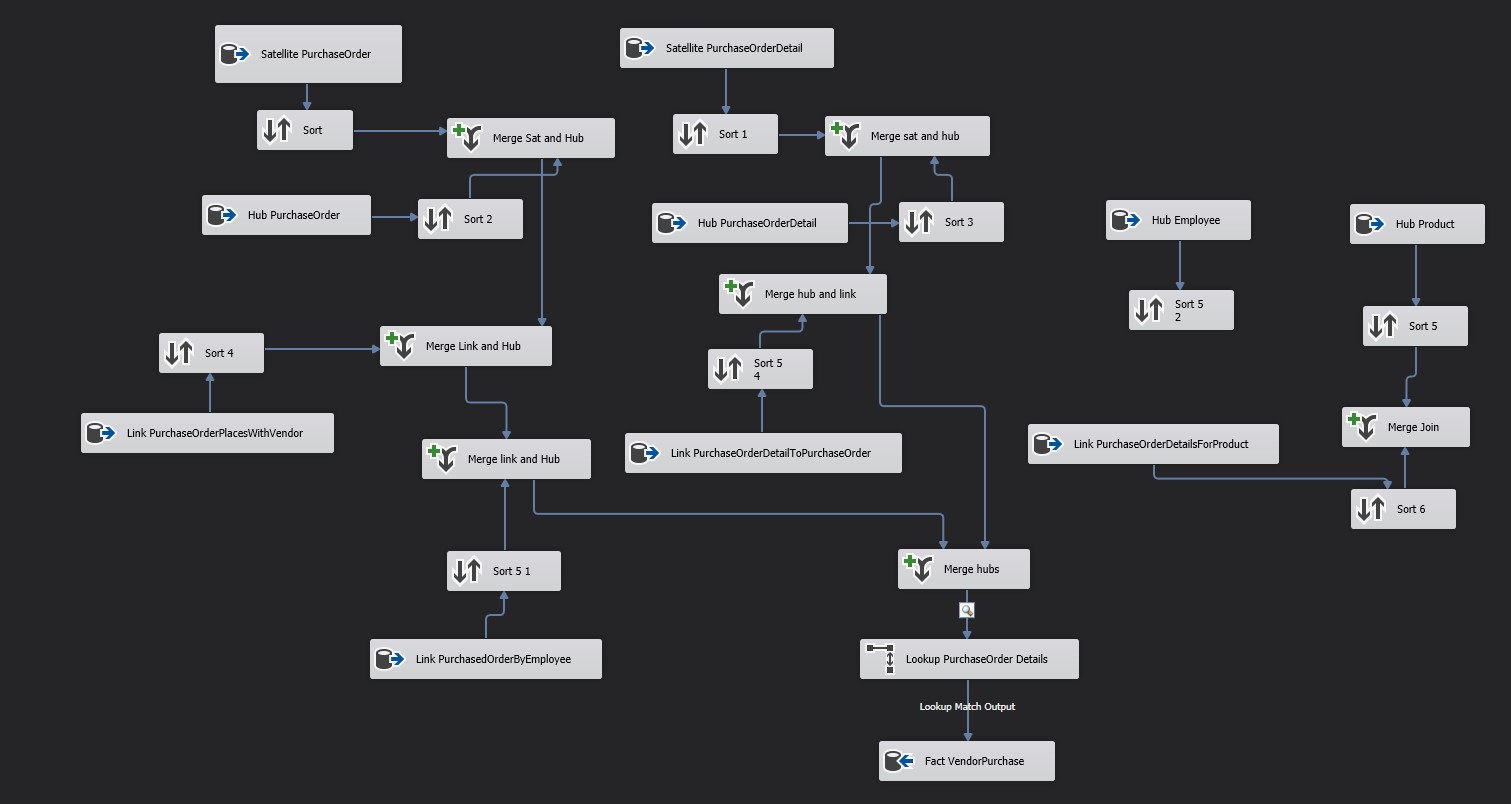 Satellite PurchaseOrder
Satellite PurchaseOrderDetail
Sort
Merge Sat and Hub
Sort 1
Merge sat and hub
Hub PurchaseOrder
Sort 2
Hub PurchaseOrderDetail
Sort 3
Hub Employee
Hub Product
Merge hub and link
Sort 5
2
Sort 5
Sort 4
Merge Link and Hub
Sort 5
4
Link PurchaseOrderPlacesWithVendor
Merge link and Hub
Link PurchaseOrderDetailToPurchaseOrder
Link PurchaseOrderDetailsForProduct
Merge Join
Sort 6
Sort 5 1
Merge hubs
Link PurchasedOrderByEmployee
Lookup PurchaseOrder Details
Lookup Match Output
Fact VendorPurchase